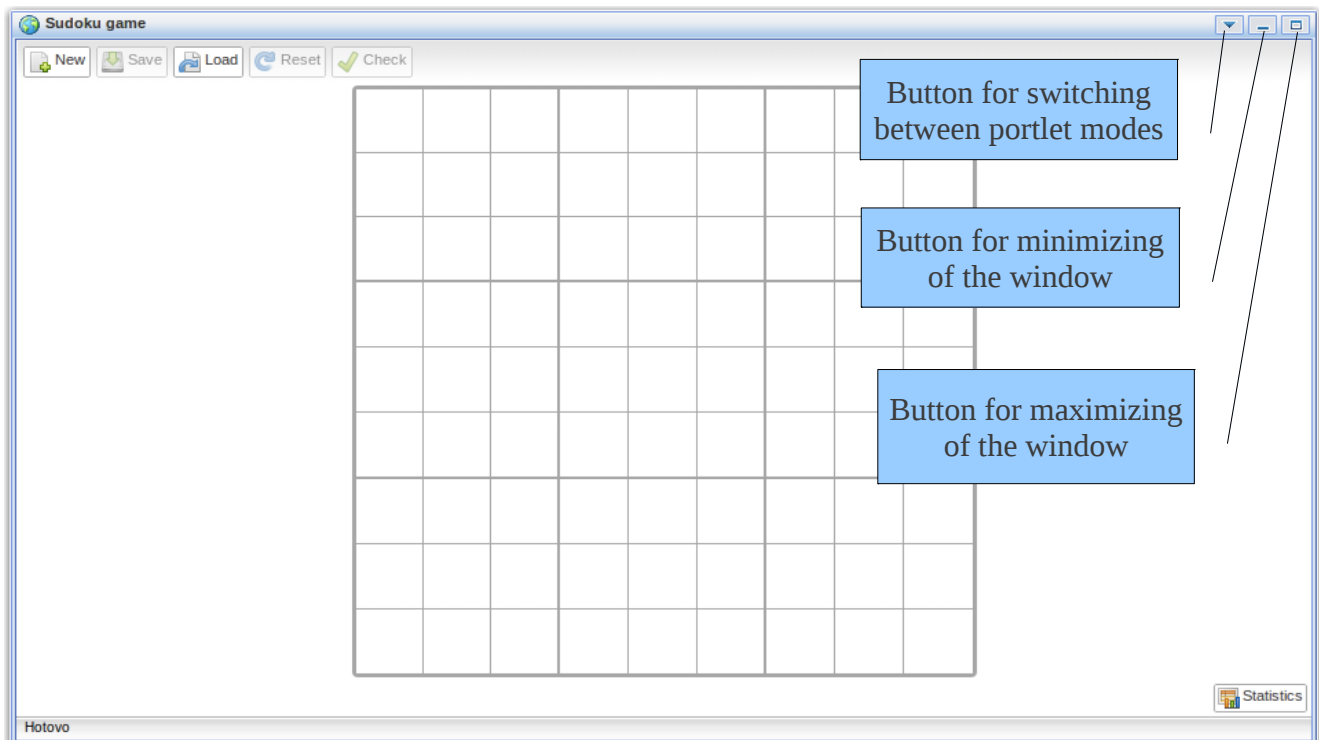 Sudoku game
New Save Load Reset Check
Button for switching
between portlet modes
Button for minimizing
of the window
Button for maximizing
of the window
Statistics
Hotovo